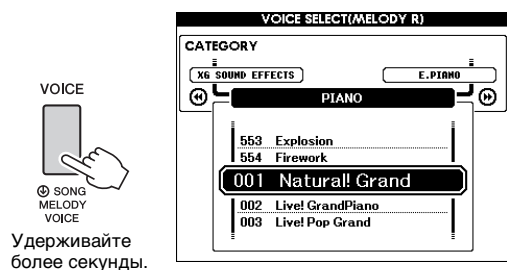 VOICE SELECT(MELODY R)
CATEGORY
XG SOUND EFFECTS
E.PIANO
PIANO
553 Explosion
554 Firework
001 Natural! Grand
002 Live! GrandPiano
003 Live! Pop Grand
VOICE
SONG
MELODY
VOICE
Удерживайте
более секунды.